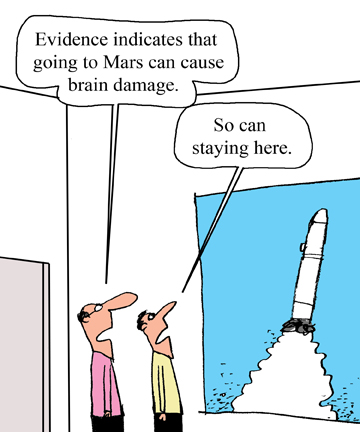 Evidence indicates that
going to Mars can cause
brain damage.
So can
staying here.